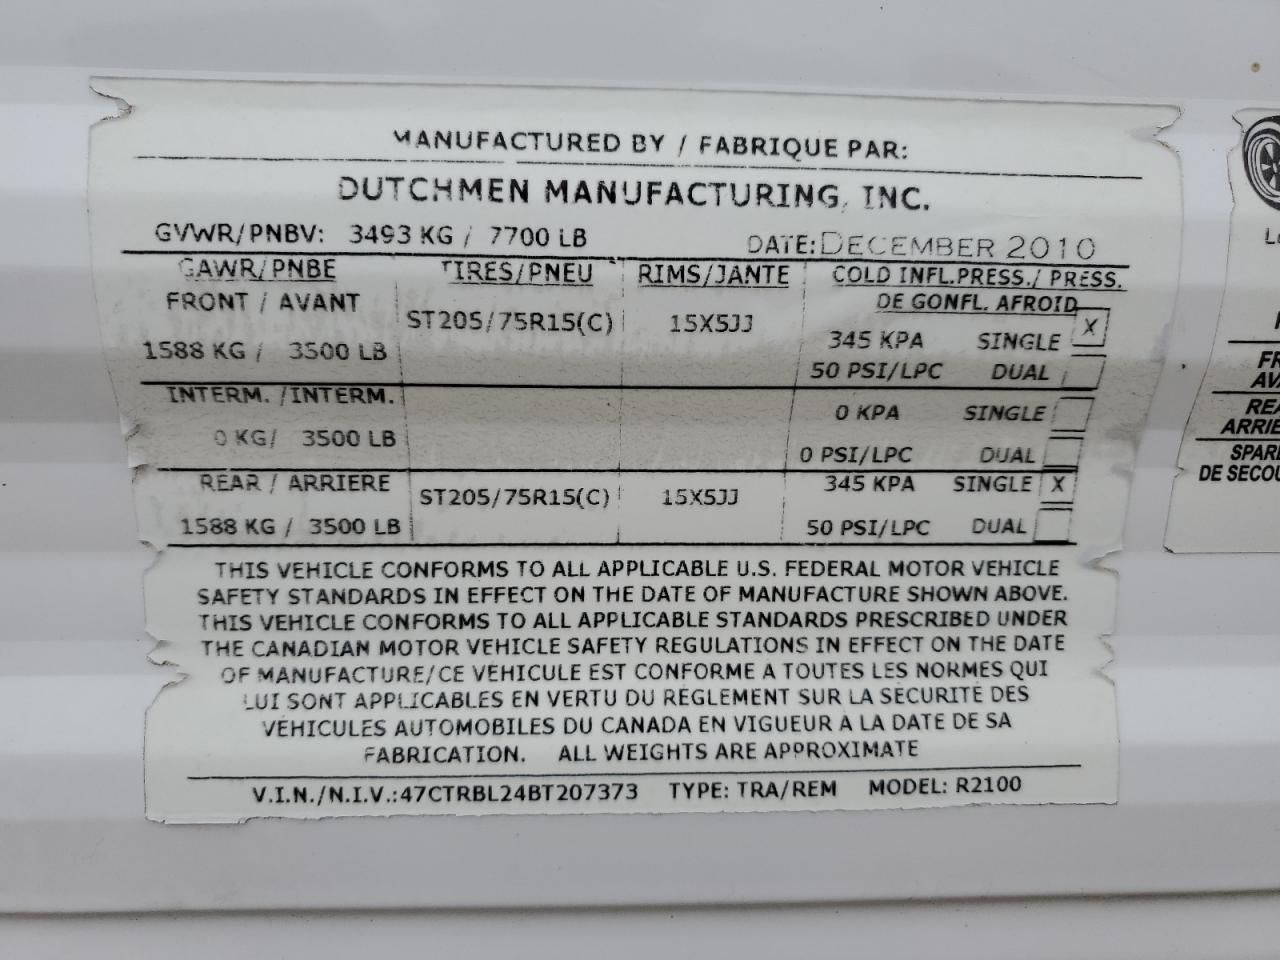 MANUFACTURED BY / FABRIQUE PAR:
DUTCHMEN MANUFACTURING, INC.
GVWR/PNBV: 3493 KG / 7700 LB DATE: DECEMBER 2010
GAWR/PNBE TIRES/PNEU RIMS/JANTE COLD INFL.PRESS./ PRESS.
FRONT / AVANT DE GONFL. AFROID
ST205/75R15(C) 15X5JJ 345 KPA SINGLE X
1588 KG / 3500 LB 50 PSI/LPC DUAL
INTERM. /INTERM. 0 KPA SINGLE
0 KG/ 3500 LB 0 PSI/LPC DUAL
REAR / ARRIERE ST205/75R15(C) 15X5JJ 345 KPA SINGLE X
1588 KG / 3500 LB 50 PSI/LPC DUAL
THIS VEHICLE CONFORMS TO ALL APPLICABLE U.S. FEDERAL MOTOR VEHICLE
SAFETY STANDARDS IN EFFECT ON THE DATE OF MANUFACTURE SHOWN ABOVE.
THIS VEHICLE CONFORMS TO ALL APPLICABLE STANDARDS PRESCRIBED UNDER
THE CANADIAN MOTOR VEHICLE SAFETY REGULATIONS IN EFFECT ON THE DATE
OF MANUFACTURE/CE VÉHICULE EST CONFORME A TOUTES LES NORMES QUI
LUI SONT APPLICABLES EN VERTU DU RÉGLEMENT SUR LA SÉCURITÉ DES
VÉHICULES AUTOMOBILES DU CANADA EN VIGUEUR A LA DATE DE SA
FABRICATION. ALL WEIGHTS ARE APPROXIMATE
V.I.N./N.I.V.:47CTRBL24BT207373 TYPE: TRA/REM MODEL: R2100
ARRIE
DE SECOU